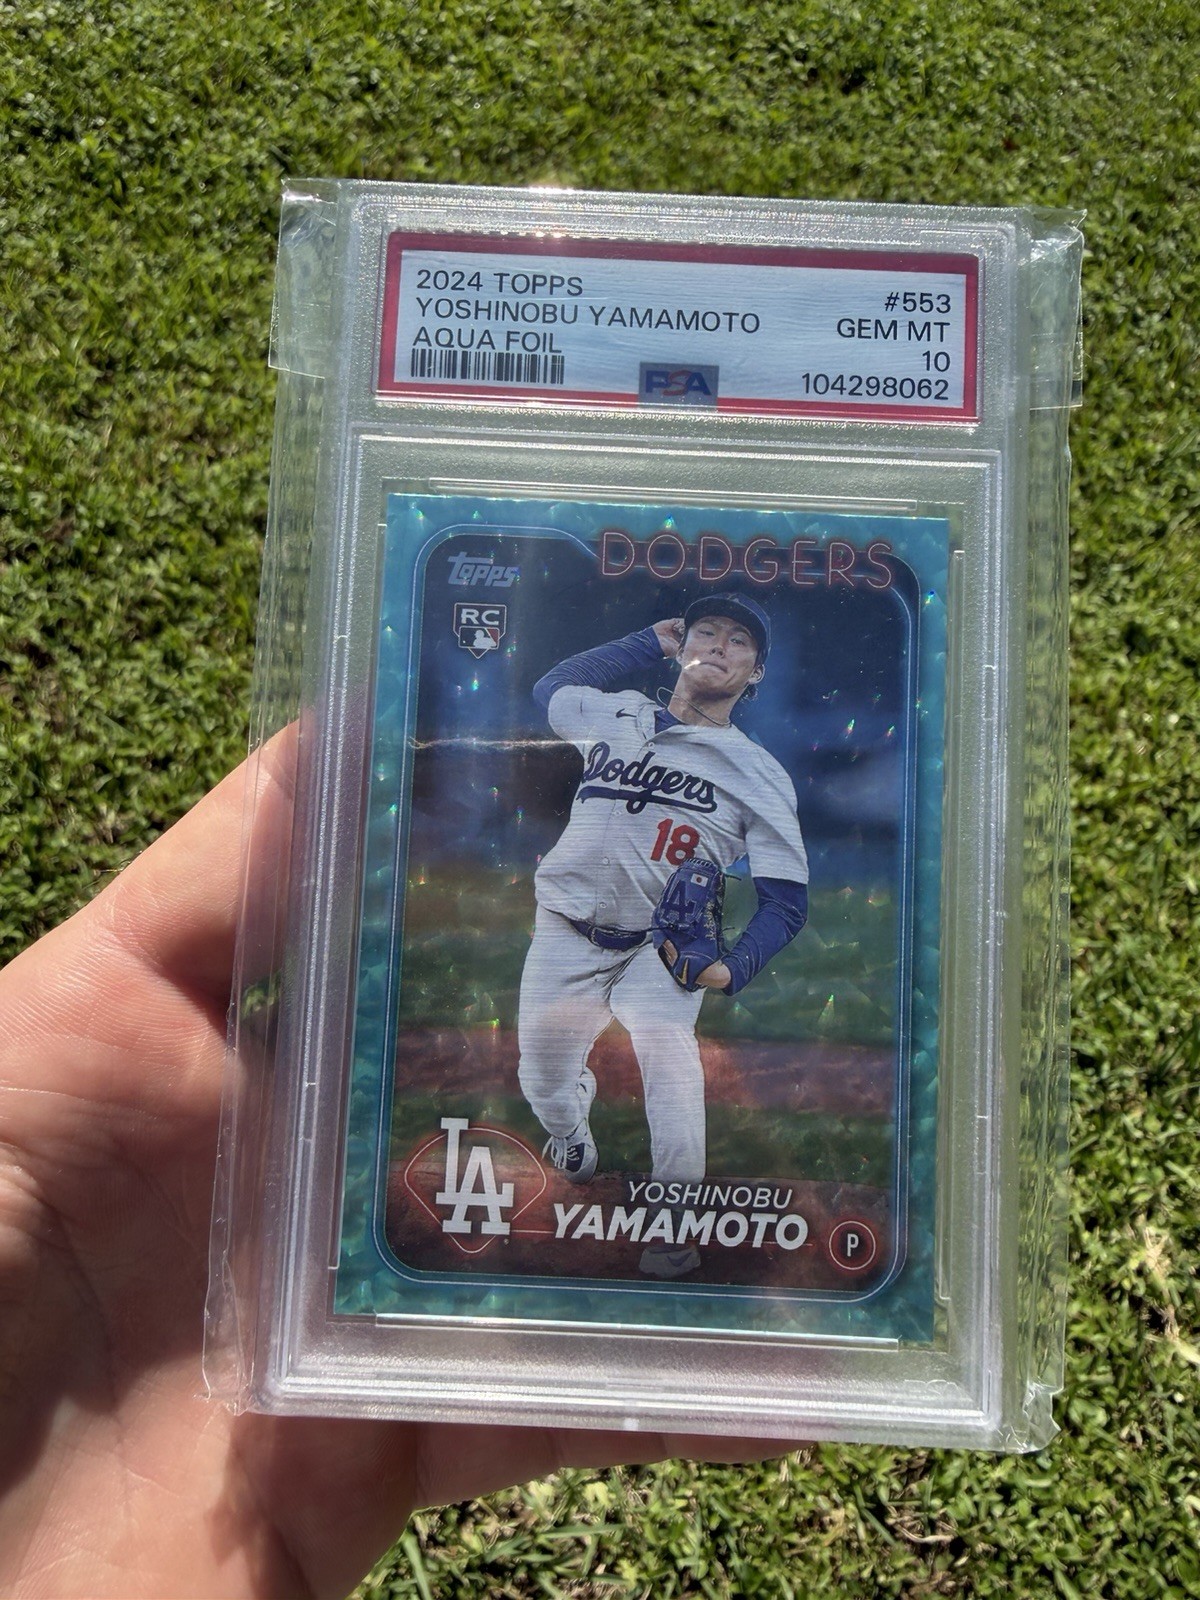 2024 TOPPS #553
YOSHINOBU YAMAMOTO GEM MT
AQUA FOIL 10
PSA 104298062
Topps DODGERS
RC
Dodgers
18
LA
LA YOSHINOBU
YAMAMOTO P